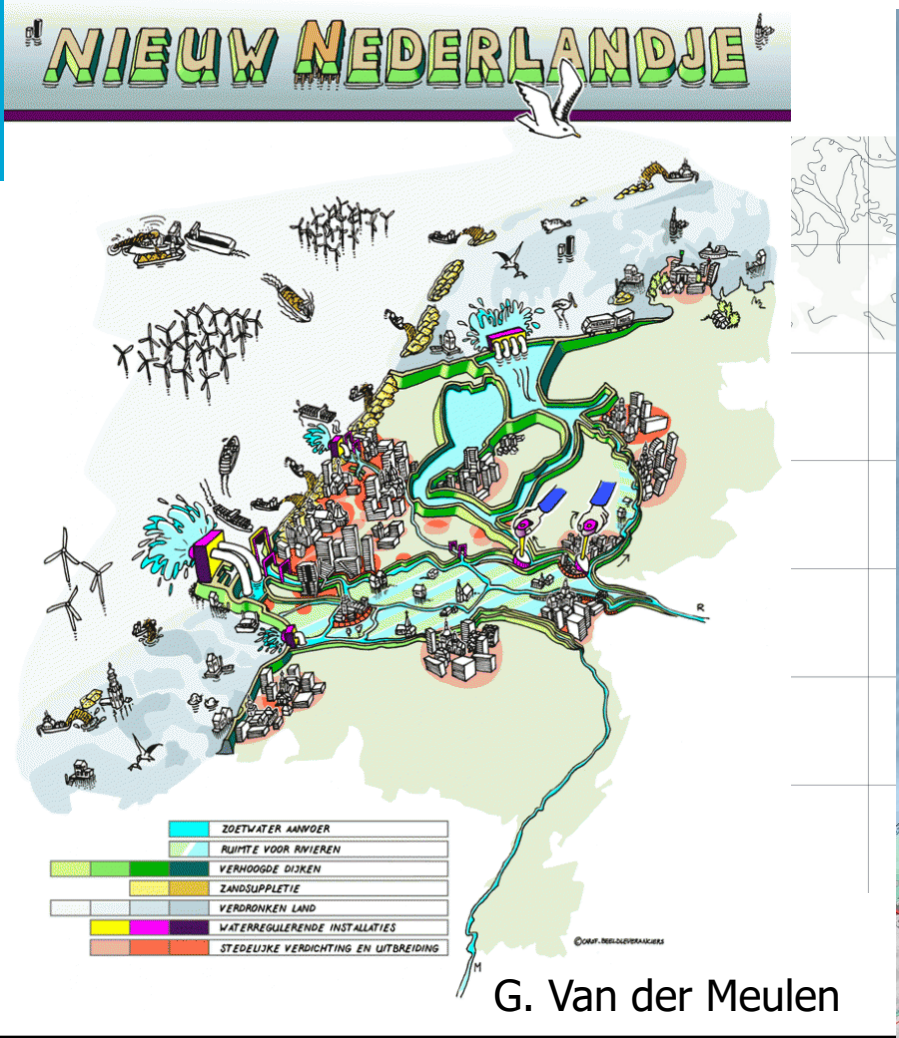 NIEUW NEDERLANDJE
R
ZOETWATER AANVOER
RUIMTE VOOR RIVIEREN
VERHOOGDE DIJKEN
ZANDSUPPLETIE
VERDRONKEN LAND
WATERREGULERENDE INSTALLATIES
STEDELIJKE VERDICHTING EN UITBREIDING
M
G. Van der Meulen